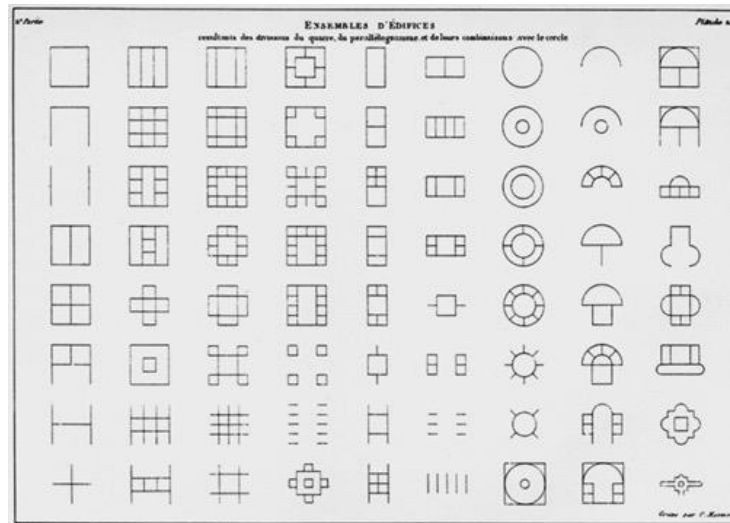 2e Partie
ENSEMBLES D'ÉDIFICES
Planche
résultants des divisions du quarré, du parallélogramme et de leurs combinaisons avec le cercle
Gravé par C.